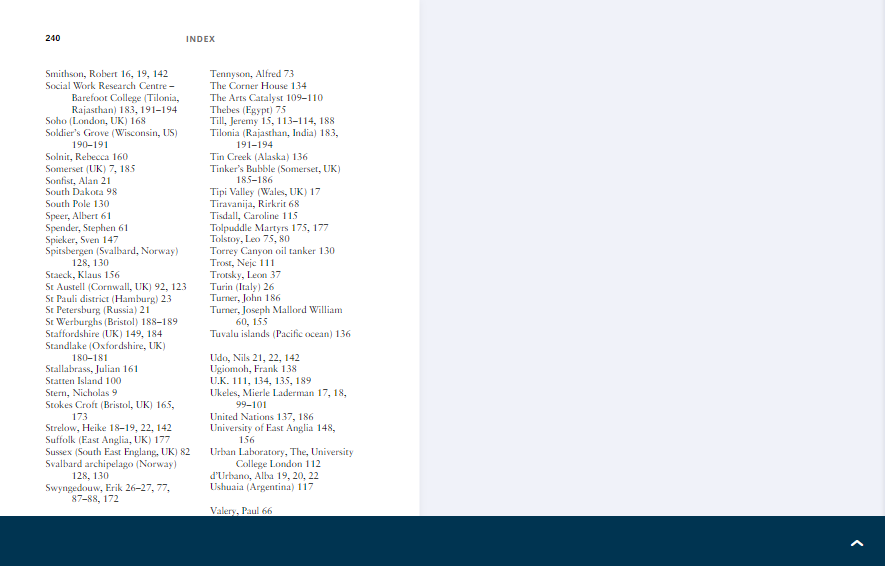 240
INDEX
Smithson, Robert 16, 19, 142
Social Work Research Centre –
Barefoot College (Tilonia,
Rajasthan) 183, 191–194
Soho (London, UK) 168
Soldier's Grove (Wisconsin, US)
190–191
Solnit, Rebecca 160
Somerset (UK) 7, 185
Sonfist, Alan 21
South Dakota 98
South Pole 130
Speer, Albert 61
Spender, Stephen 61
Spieker, Sven 147
Spitsbergen (Svalbard, Norway)
128, 130
Staeck, Klaus 156
St Austell (Cornwall, UK) 92, 123
St Pauli district (Hamburg) 23
St Petersburg (Russia) 21
St Werburghs (Bristol) 188–189
Staffordshire (UK) 149, 184
Standlake (Oxfordshire, UK)
180–181
Stallabrass, Julian 161
Statten Island 100
Stern, Nicholas 9
Stokes Croft (Bristol, UK) 165,
173
Strelow, Heike 18–19, 22, 142
Suffolk (East Anglia, UK) 177
Sussex (South East Englang, UK) 82
Svalbard archipelago (Norway)
128, 130
Swyngedouw, Erik 26–27, 77,
87–88, 172
Tennyson, Alfred 73
The Corner House 134
The Arts Catalyst 109–110
Thebes (Egypt) 75
Till, Jeremy 15, 113–114, 188
Tilonia (Rajasthan, India) 183,
191–194
Tin Creek (Alaska) 136
Tinker's Bubble (Somerset, UK)
185–186
Tipi Valley (Wales, UK) 17
Tiravanija, Rirkrit 68
Tisdall, Caroline 115
Tolpuddle Martyrs 175, 177
Tolstoy, Leo 75, 80
Torrey Canyon oil tanker 130
Trost, Nejc 111
Trotsky, Leon 37
Turin (Italy) 26
Turner, John 186
Turner, Joseph Mallord William
60, 155
Tuvalu islands (Pacific ocean) 136
Udo, Nils 21, 22, 142
Ugiomoh, Frank 138
U.K. 111, 134, 135, 189
Ukeles, Mierle Laderman 17, 18,
99–101
United Nations 137, 186
University of East Anglia 148,
156
Urban Laboratory, The, University
College London 112
d'Urbano, Alba 19, 20, 22
Ushuaia (Argentina) 117
Valery, Paul 66